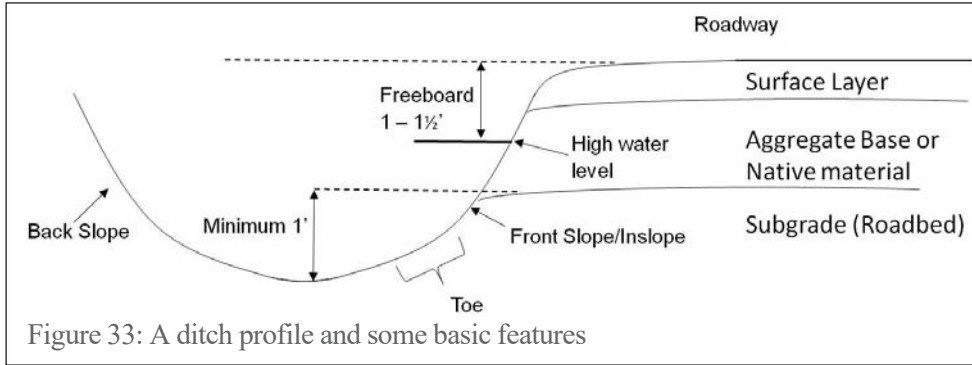 Roadway
Surface Layer
Freeboard
1 – 1½’
High water
level
Aggregate Base or
Native material
Back Slope
Minimum 1’
Front Slope/Inslope
Subgrade (Roadbed)
Toe
Figure 33: A ditch profile and some basic features